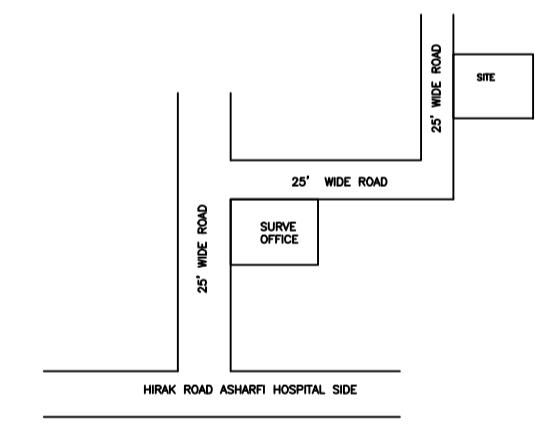 25' WIDE ROAD
SITE
25' WIDE ROAD
25' WIDE ROAD
SURVE
OFFICE
HIRAK ROAD ASHARFI HOSPITAL SIDE